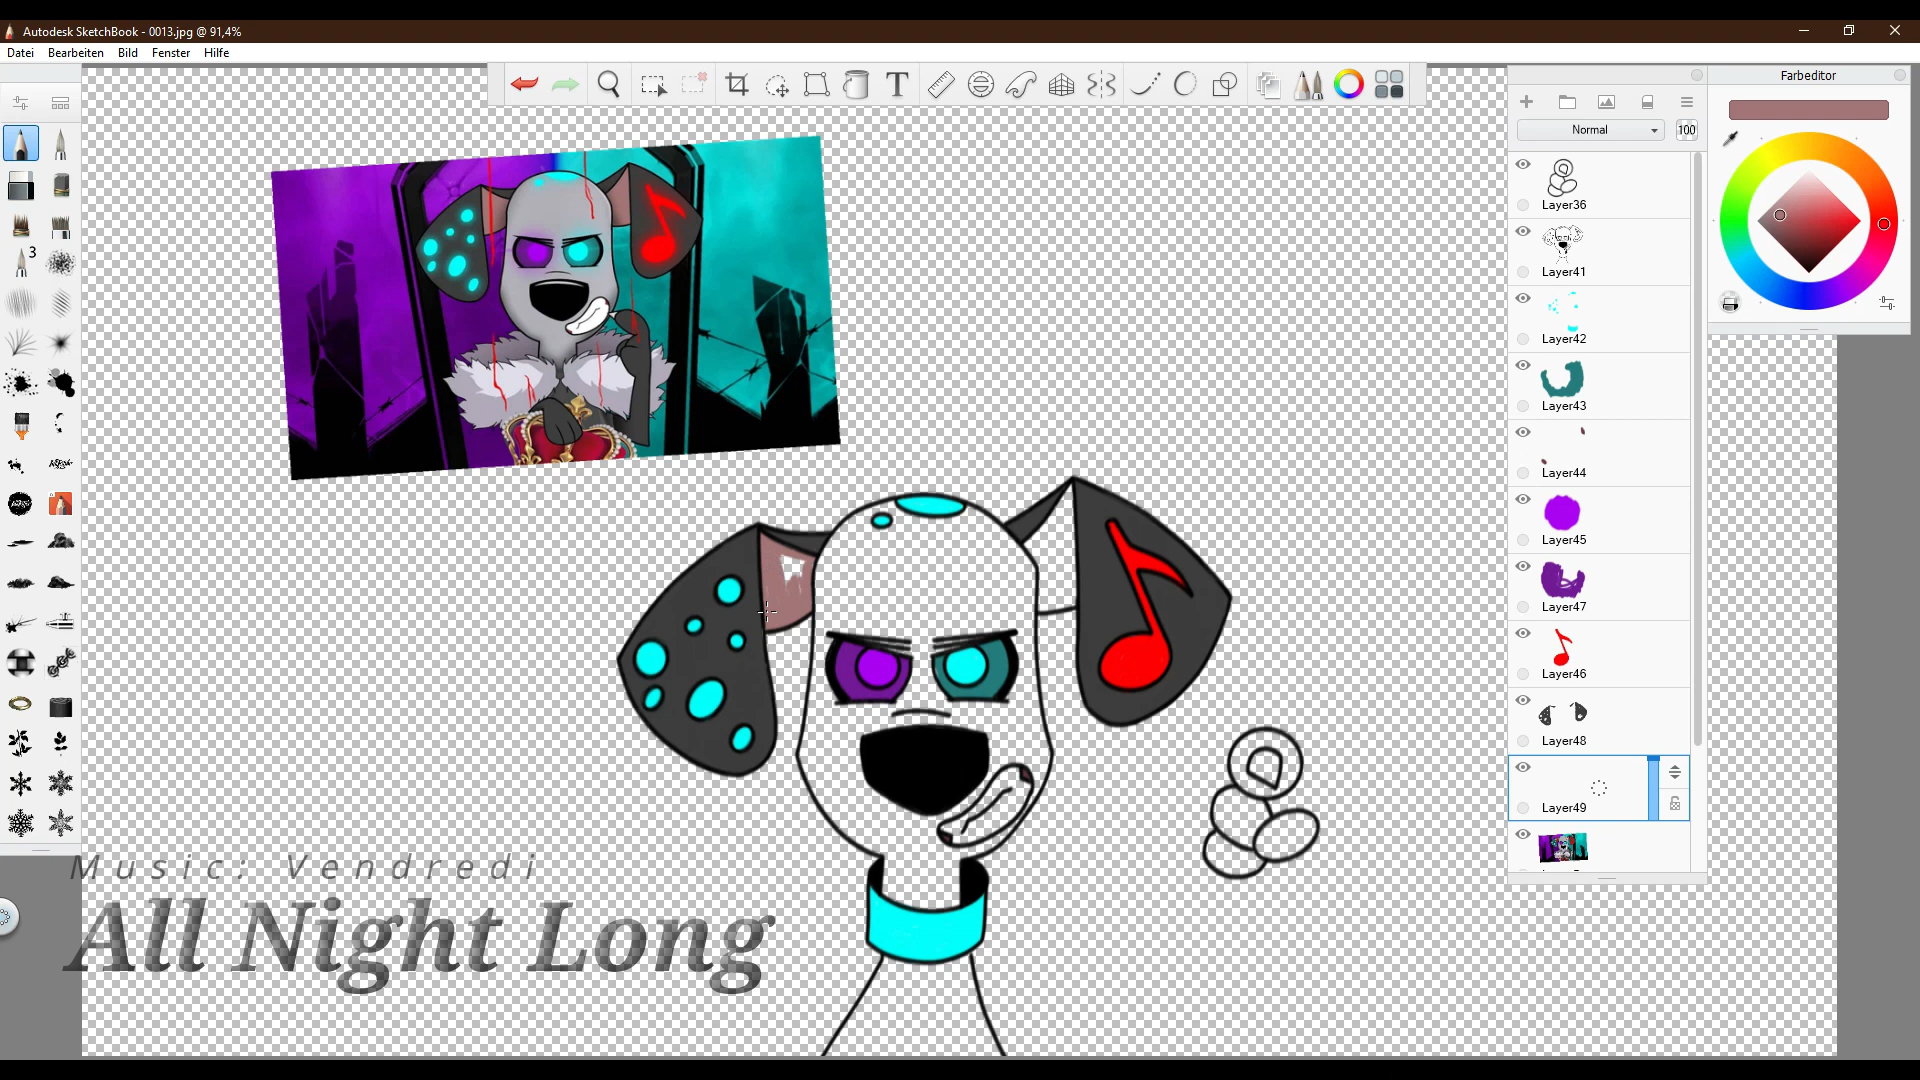 Autodesk SketchBook - 0013.jpg @ 91,4%
Datei Bearbeiten Bild Fenster Hilfe
Farbeditor
Normal 100
T
3
Layer36
Layer41
Layer42
Layer43
Layer44
Layer45
Layer47
Layer46
Layer48
Layer49
Music: Vendredi
All Night Long